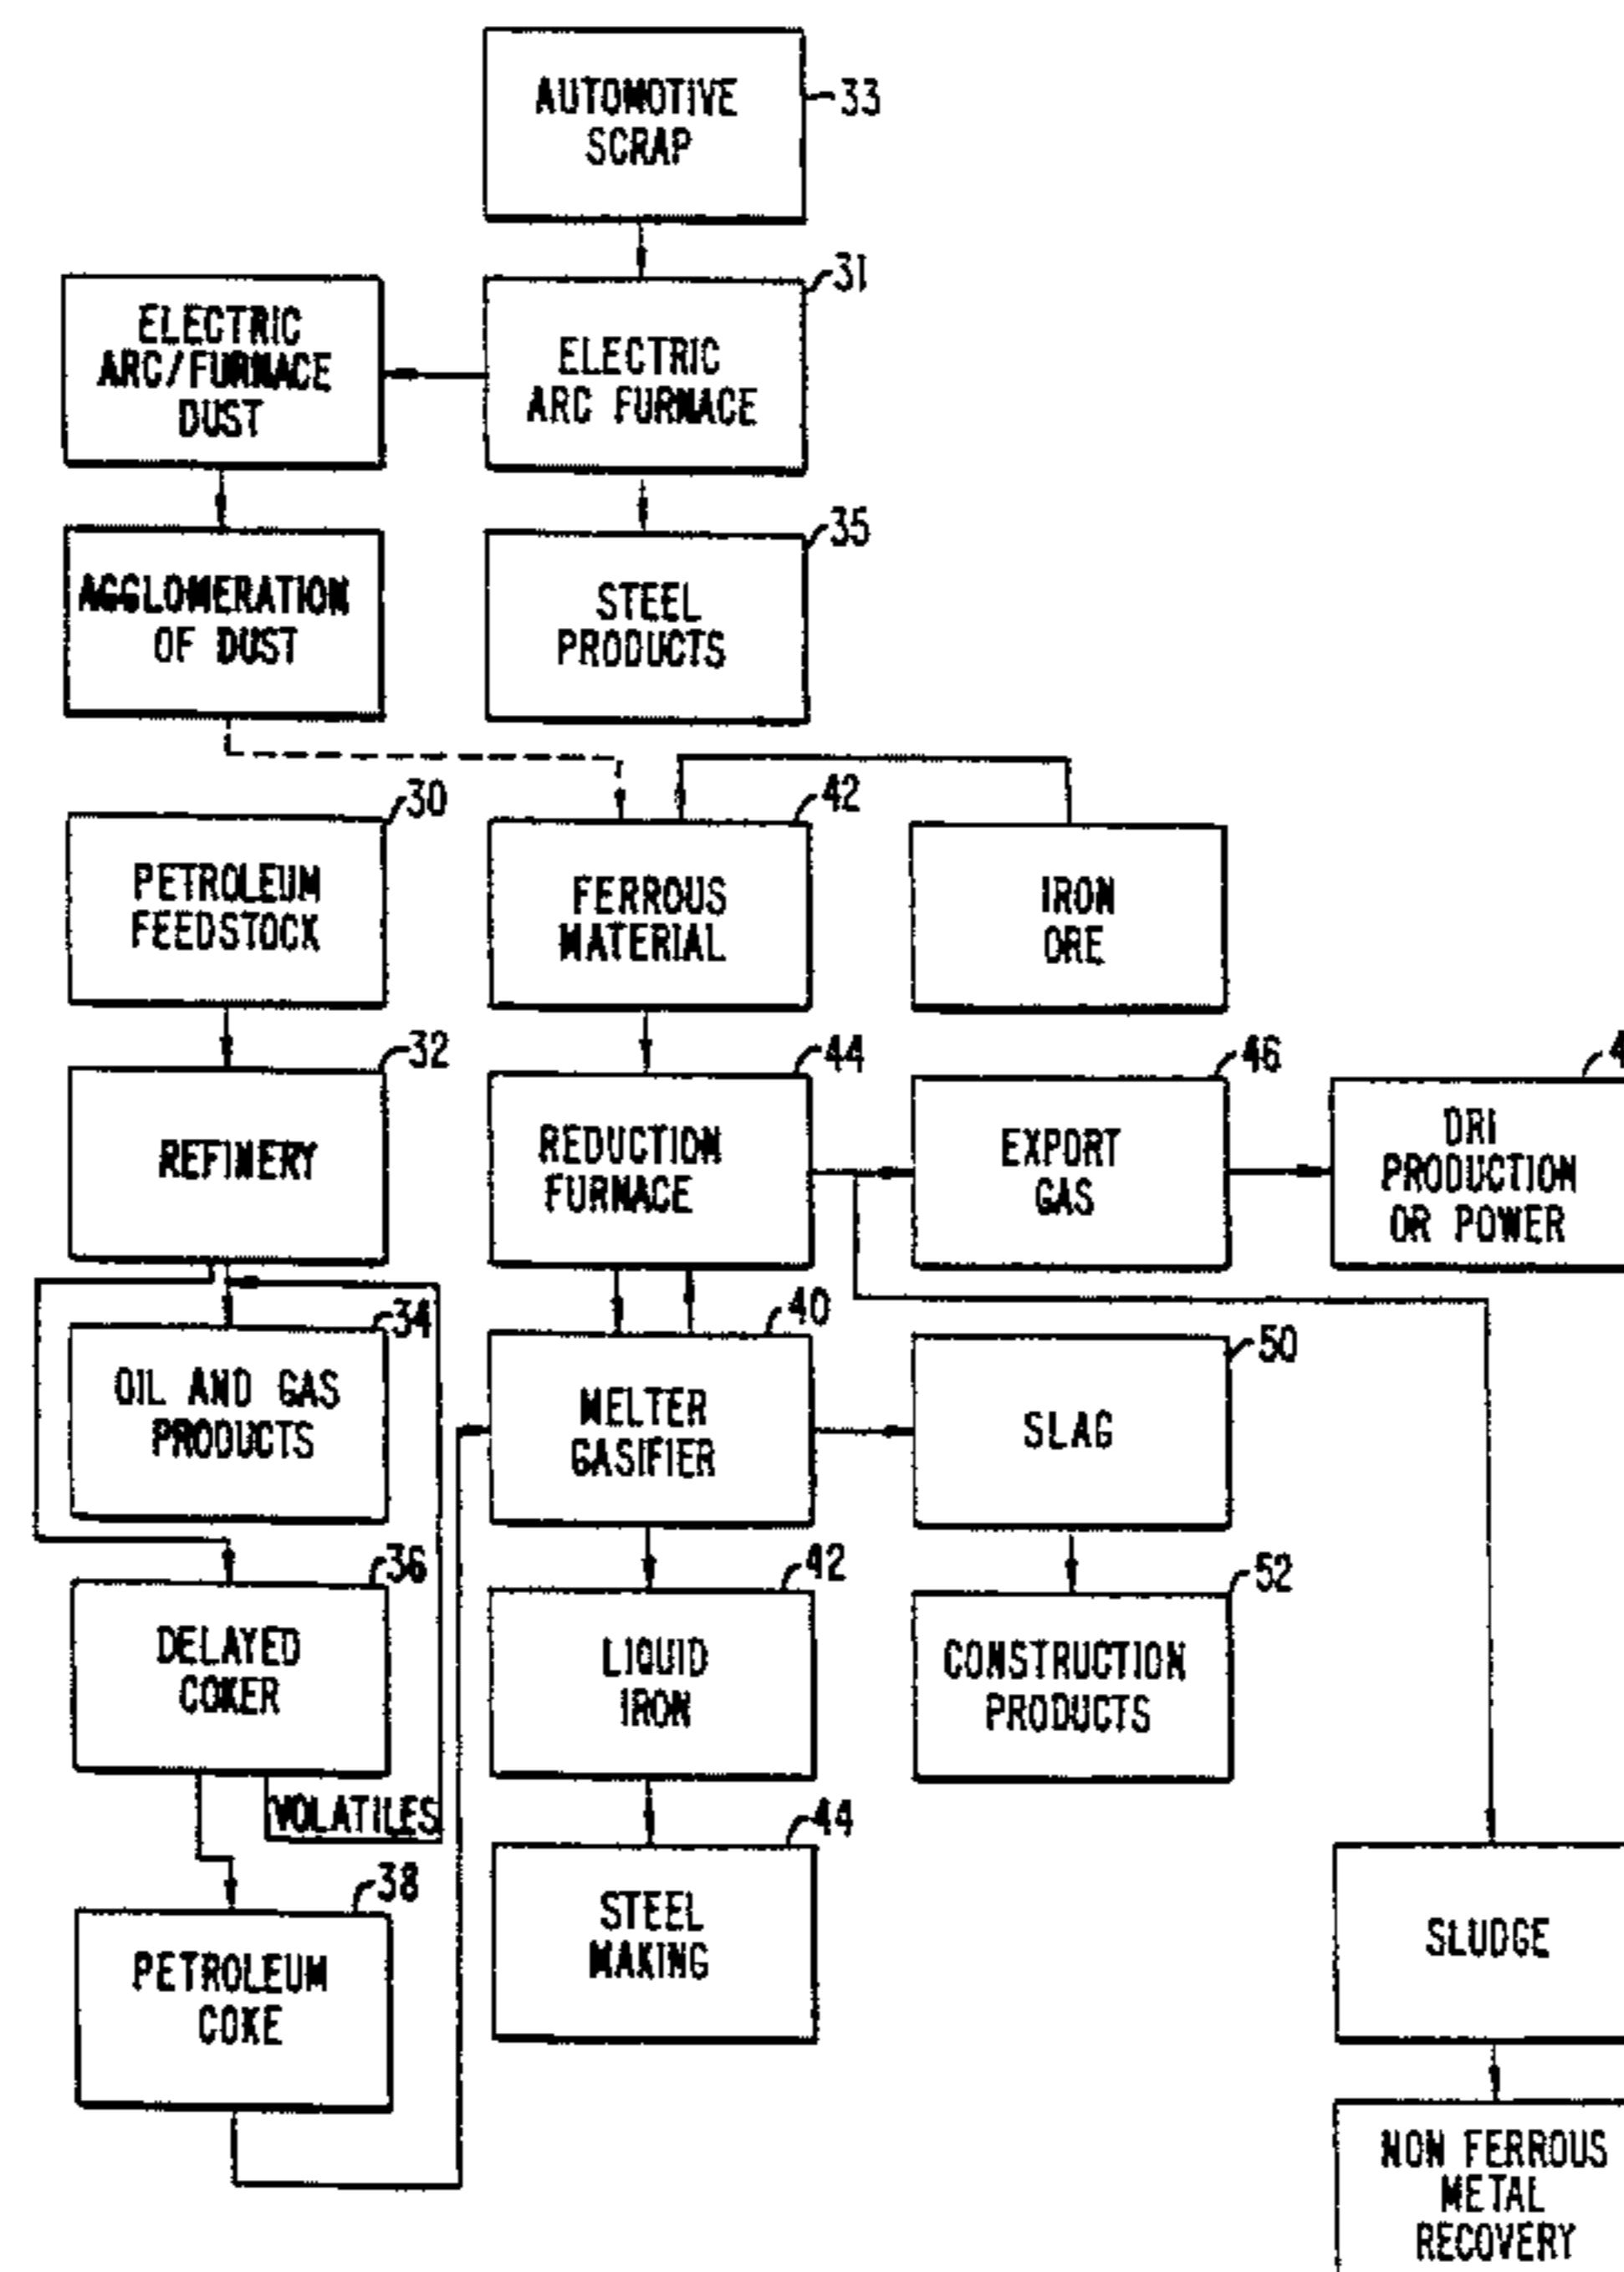 AUTOMOTIVE
SCRAP
33
31
ELECTRIC
ARC/FURNACE
DUST
ELECTRIC
ARC FURNACE
35
AGGLOMERATION
OF DUST
STEEL
PRODUCTS
30
42
PETROLEUM
FEEDSTOCK
FERROUS
MATERIAL
IRON
ORE
32
44
46
REFINERY
REDUCTION
FURNACE
EXPORT
GAS
DRI
PRODUCTION
OR POWER
34
40
50
OIL AND GAS
PRODUCTS
MELTER
GASIFIER
SLAG
36
42
52
DELAYED
COKER
LIQUID
IRON
CONSTRUCTION
PRODUCTS
VOLATILES
44
38
PETROLEUM
COKE
STEEL
MAKING
SLUDGE
NON FERROUS
METAL
RECOVERY